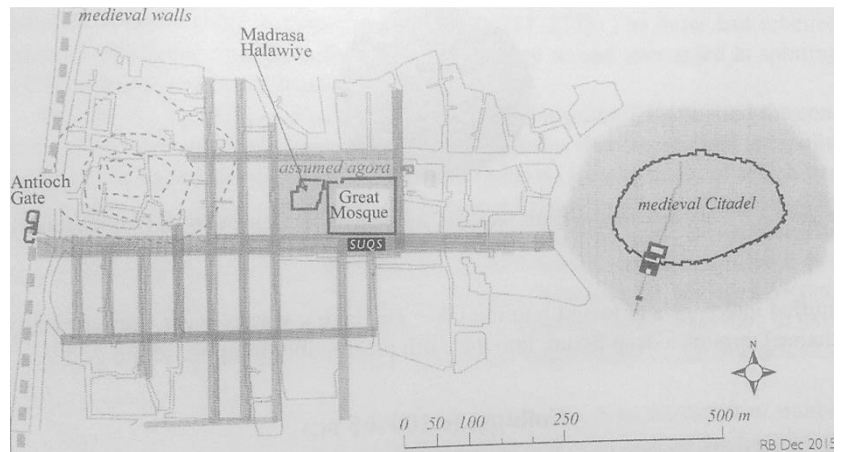 medieval walls
Madrasa
Halawiye
assumed agora
Antioch
Gate
Great
Mosque
SUQS
medieval Citadel
N
0 50 100 250 500 m
RB Dec 2015